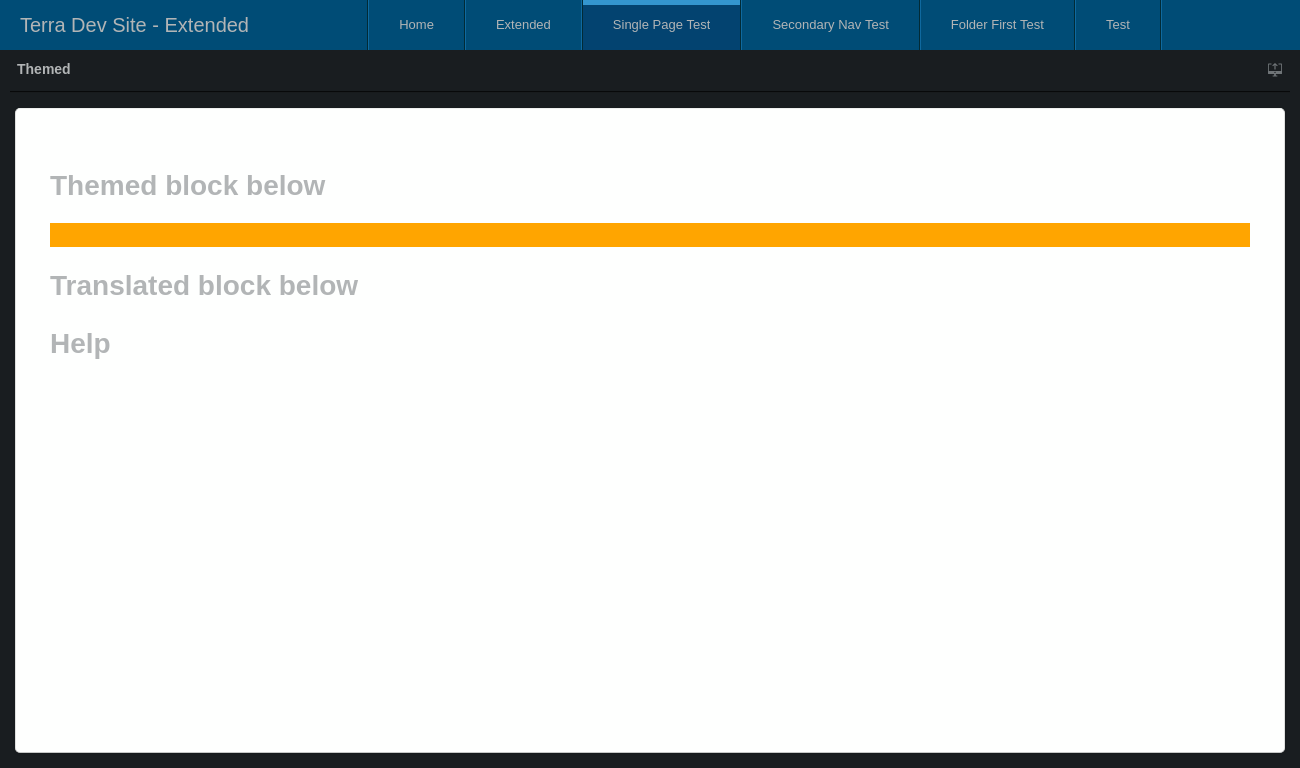 Terra Dev Site - Extended
Home
Extended
Single Page Test
Secondary Nav Test
Folder First Test
Test
Themed
Themed block below
Translated block below
Help